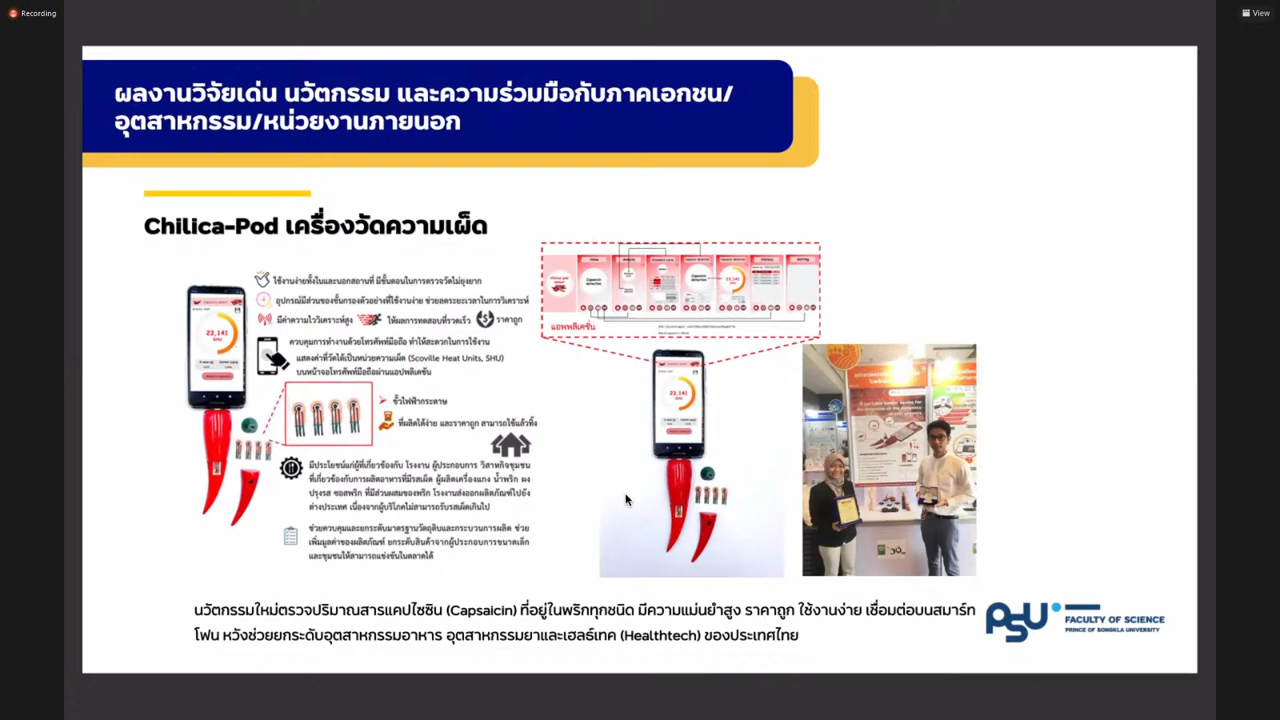 Recording
View
ผลงานวิจัยเด่น นวัตกรรม และความร่วมมือกับภาคเอกชน/
อุตสาหกรรม/หน่วยงานภายนอก
Chilica-Pod เครื่องวัดความเผ็ด
ใช้งานง่ายทั้งในและนอกสถานที่ มีขั้นตอนในการตรวจวัดไม่ยุ่งยาก
อุปกรณ์มีส่วนของชั้นกรองตัวอย่างที่ใช้งานง่าย ช่วยลดระยะเวลาในการวิเคราะห์
มีค่าความไววิเคราะห์สูง ให้ผลการทดสอบที่รวดเร็ว ราคาถูก
ควบคุมการทำงานด้วยโทรศัพท์มือถือ ทำให้สะดวกในการใช้งาน
แสดงค่าที่วัดได้เป็นหน่วยความเผ็ด (Scoville Heat Units, SHU)
บนหน้าจอโทรศัพท์มือถือผ่านแอปพลิเคชัน
23,141
ขั้วไฟฟ้ากระดาษ
ที่ผลิตได้ง่าย และราคาถูก สามารถใช้แล้วทิ้ง
มีประโยชน์แก่ผู้ที่เกี่ยวข้องกับ โรงงาน ผู้ประกอบการ วิสาหกิจชุมชน
ที่เกี่ยวข้องกับการผลิตอาหารที่มีรสเผ็ด ผู้ผลิตเครื่องแกง น้ำพริก ผง
ปรุงรส ซอสพริก ที่มีส่วนผสมของพริก โรงงานส่งออกผลิตภัณฑ์ไปยัง
ต่างประเทศ เนื่องจากผู้บริโภคไม่สามารถรับรสเผ็ดเกินไป
ช่วยควบคุมและยกระดับมาตรฐานวัตถุดิบและกระบวนการผลิต ช่วย
เพิ่มมูลค่าของผลิตภัณฑ์ ยกระดับสินค้าจากผู้ประกอบการขนาดเล็ก
และชุมชนให้สามารถแข่งขันในตลาดได้
แอพพลิเคชั่น
23,141
นวัตกรรมใหม่ตรวจปริมาณสารแคปไซซิน (Capsaicin) ที่อยู่ในพริกทุกชนิด มีความแม่นยำสูง ราคาถูก ใช้งานง่าย เชื่อมต่อบนสมาร์ท
โฟน หวังช่วยยกระดับอุตสาหกรรมอาหาร อุตสาหกรรมยาและเฮลธ์เทค (Healthtech) ของประเทศไทย
PSU
FACULTY OF SCIENCE
PRINCE OF SONGKLA UNIVERSITY